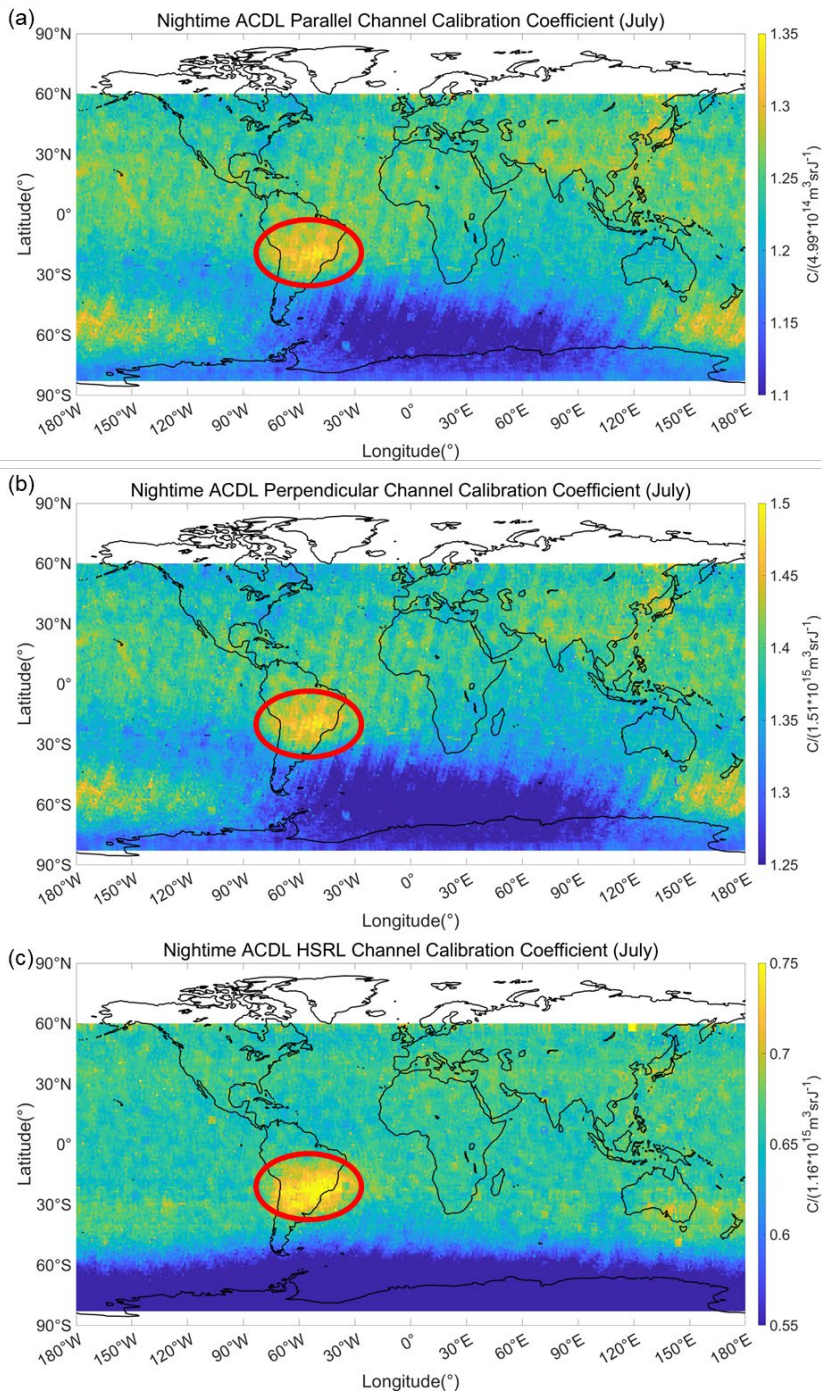 (a)
Nightime ACDL Parallel Channel Calibration Coefficient (July)
90°N
60°N
30°N
0°
30°S
60°S
90°S
Latitude(°)
180°W 150°W 120°W 90°W 60°W 30°W 0° 30°E 60°E 90°E 120°E 150°E 180°E
Longitude(°)
1.35
1.3
1.25
1.2
1.15
1.1
C/(4.99*10¹⁴m³srJ⁻¹)
(b)
Nightime ACDL Perpendicular Channel Calibration Coefficient (July)
90°N
60°N
30°N
0°
30°S
60°S
90°S
Latitude(°)
180°W 150°W 120°W 90°W 60°W 30°W 0° 30°E 60°E 90°E 120°E 150°E 180°E
Longitude(°)
1.5
1.45
1.4
1.35
1.3
1.25
C/(1.51*10¹⁵m³srJ⁻¹)
(c)
Nightime ACDL HSRL Channel Calibration Coefficient (July)
90°N
60°N
30°N
0°
30°S
60°S
90°S
Latitude(°)
180°W 150°W 120°W 90°W 60°W 30°W 0° 30°E 60°E 90°E 120°E 150°E 180°E
Longitude(°)
0.75
0.7
0.65
0.6
0.55
C/(1.16*10¹⁵m³srJ⁻¹)